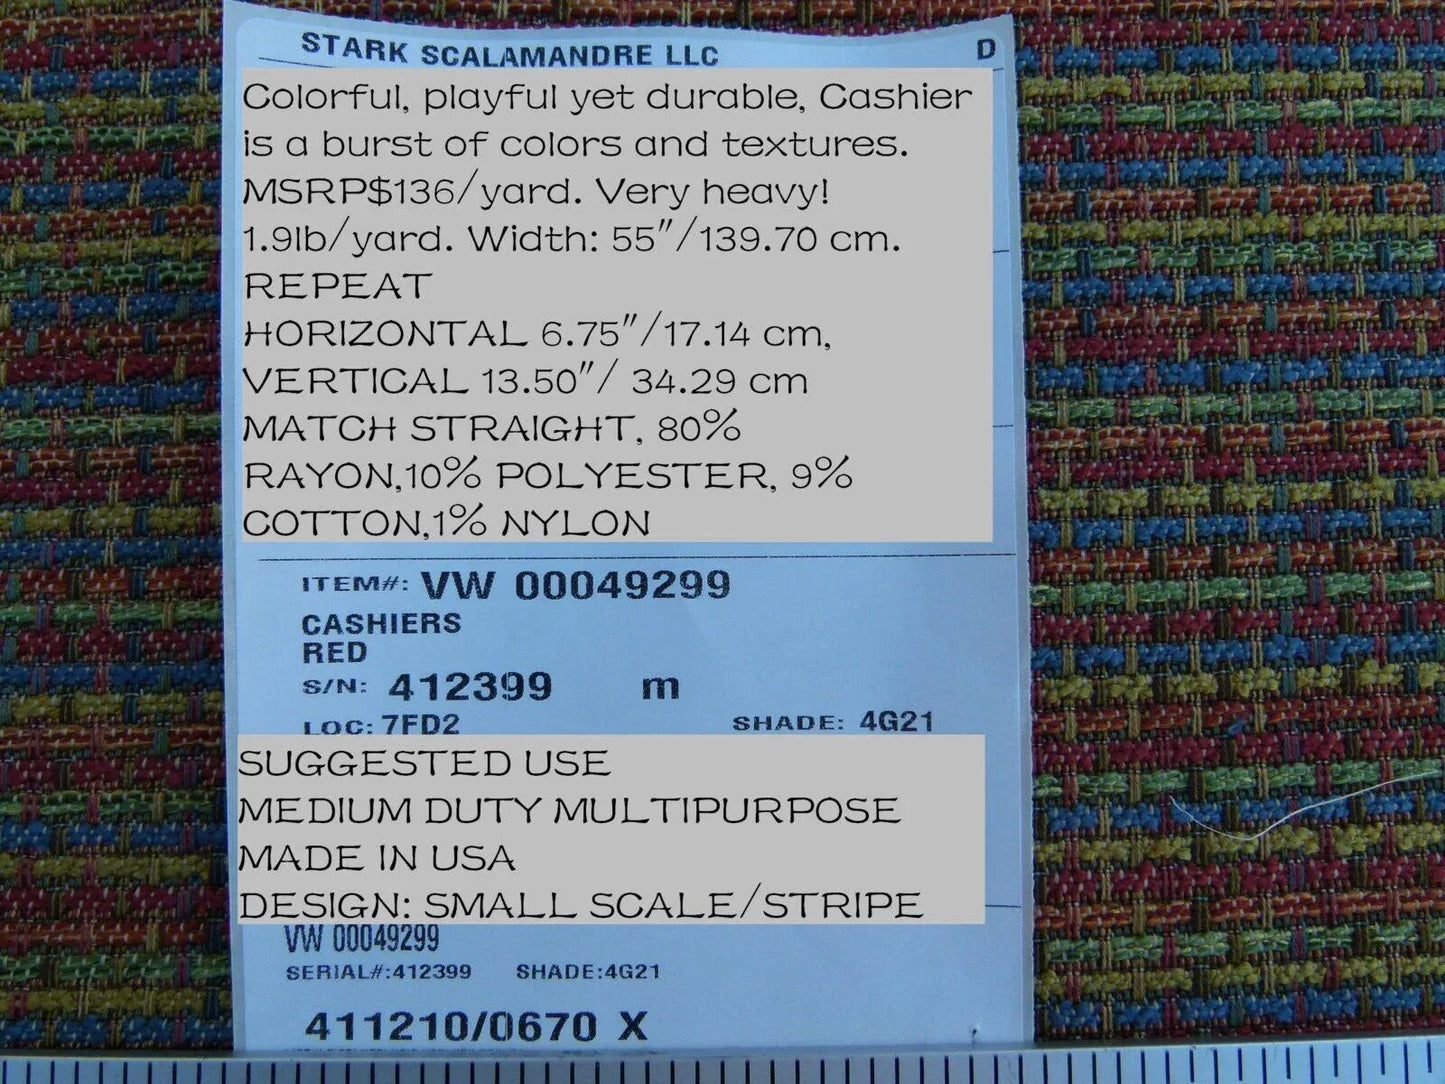 STARK SCALAMANDRE LLC D
Colorful, playful yet durable, Cashier
is a burst of colors and textures.
MSRP$136/yard. Very heavy!
1.9lb/yard. Width: 55"/139.70 cm.
REPEAT
HORIZONTAL 6.75"/17.14 cm,
VERTICAL 13.50"/ 34.29 cm
MATCH STRAIGHT, 80%
RAYON,10% POLYESTER, 9%
COTTON,1% NYLON
ITEM#: VW 00049299
CASHIERS
RED
S/N: 412399 m
LOC: 7FD2 SHADE: 4G21
SUGGESTED USE
MEDIUM DUTY MULTIPURPOSE
MADE IN USA
DESIGN: SMALL SCALE/STRIPE
VW 00049299
SERIAL#:412399 SHADE:4G21
411210/0670 X